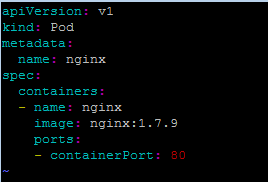 apiVersion: v1
kind: Pod
metadata:
  name: nginx
spec:
  containers:
  - name: nginx
    image: nginx:1.7.9
    ports:
    - containerPort: 80
~